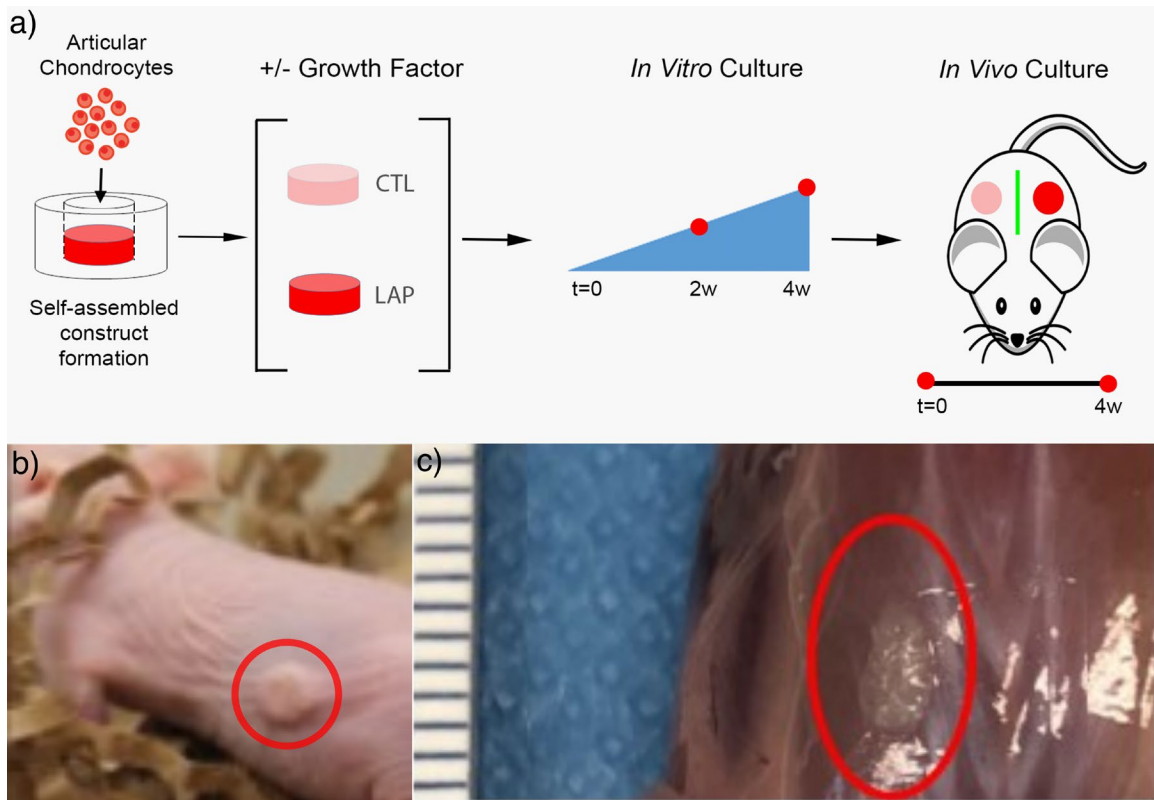 a)
Articular
Chondrocytes
+/- Growth Factor
In Vitro Culture
In Vivo Culture
CTL
LAP
Self-assembled
construct
formation
t=0
2w
4w
t=0
4w
b)
c)